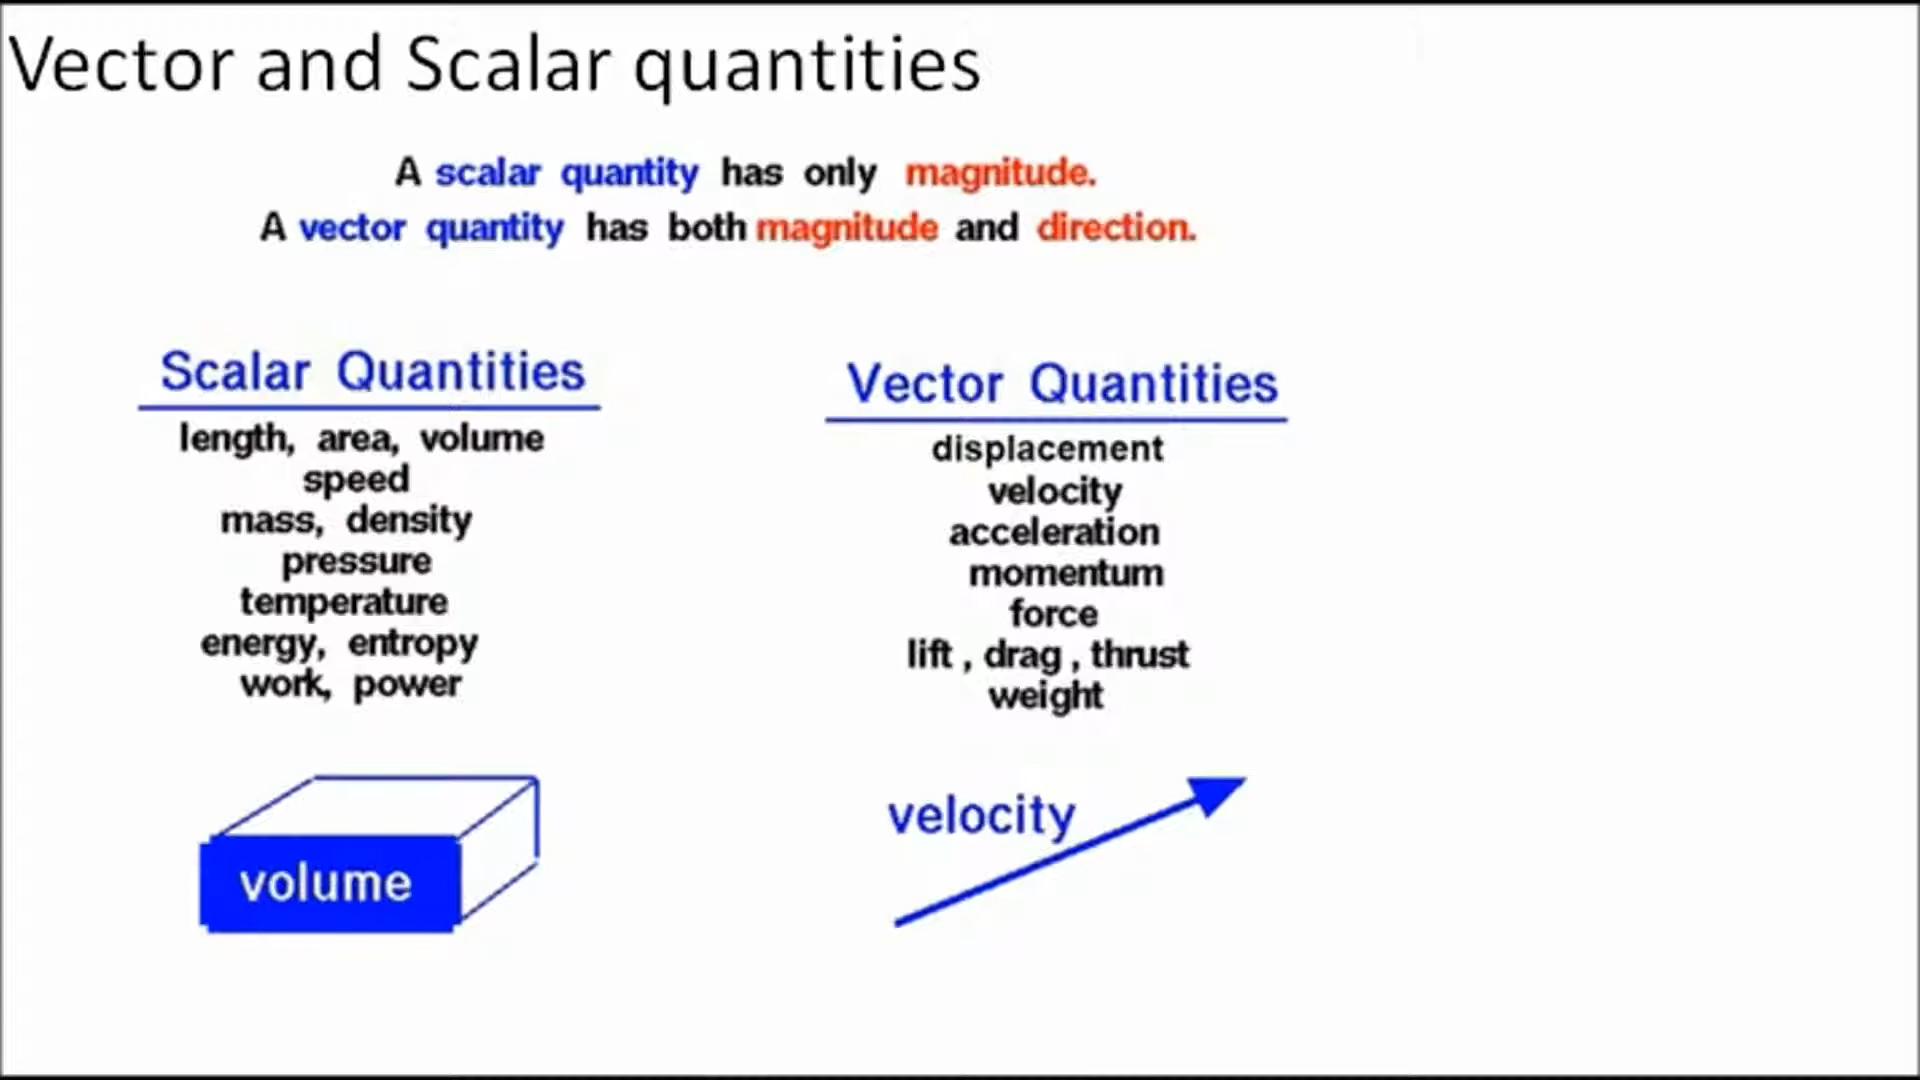 Vector and Scalar quantities
A scalar quantity has only magnitude.
A vector quantity has both magnitude and direction.
Scalar Quantities
length, area, volume
speed
mass, density
pressure
temperature
energy, entropy
work, power
volume
Vector Quantities
displacement
velocity
acceleration
momentum
force
lift , drag , thrust
weight
velocity